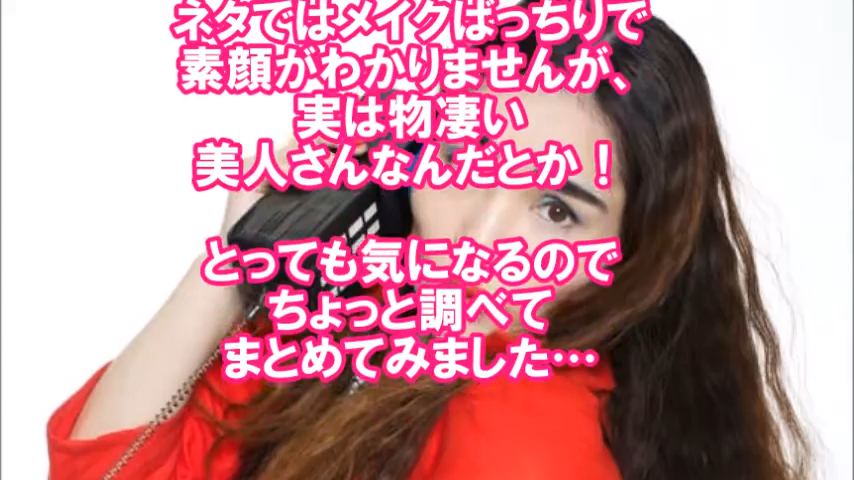 ネタではメイクばっちりで
素顔がわかりませんが、
実は物凄い
美人さんなんだとか！
とっても気になるので
ちょっと調べて
まとめてみました…